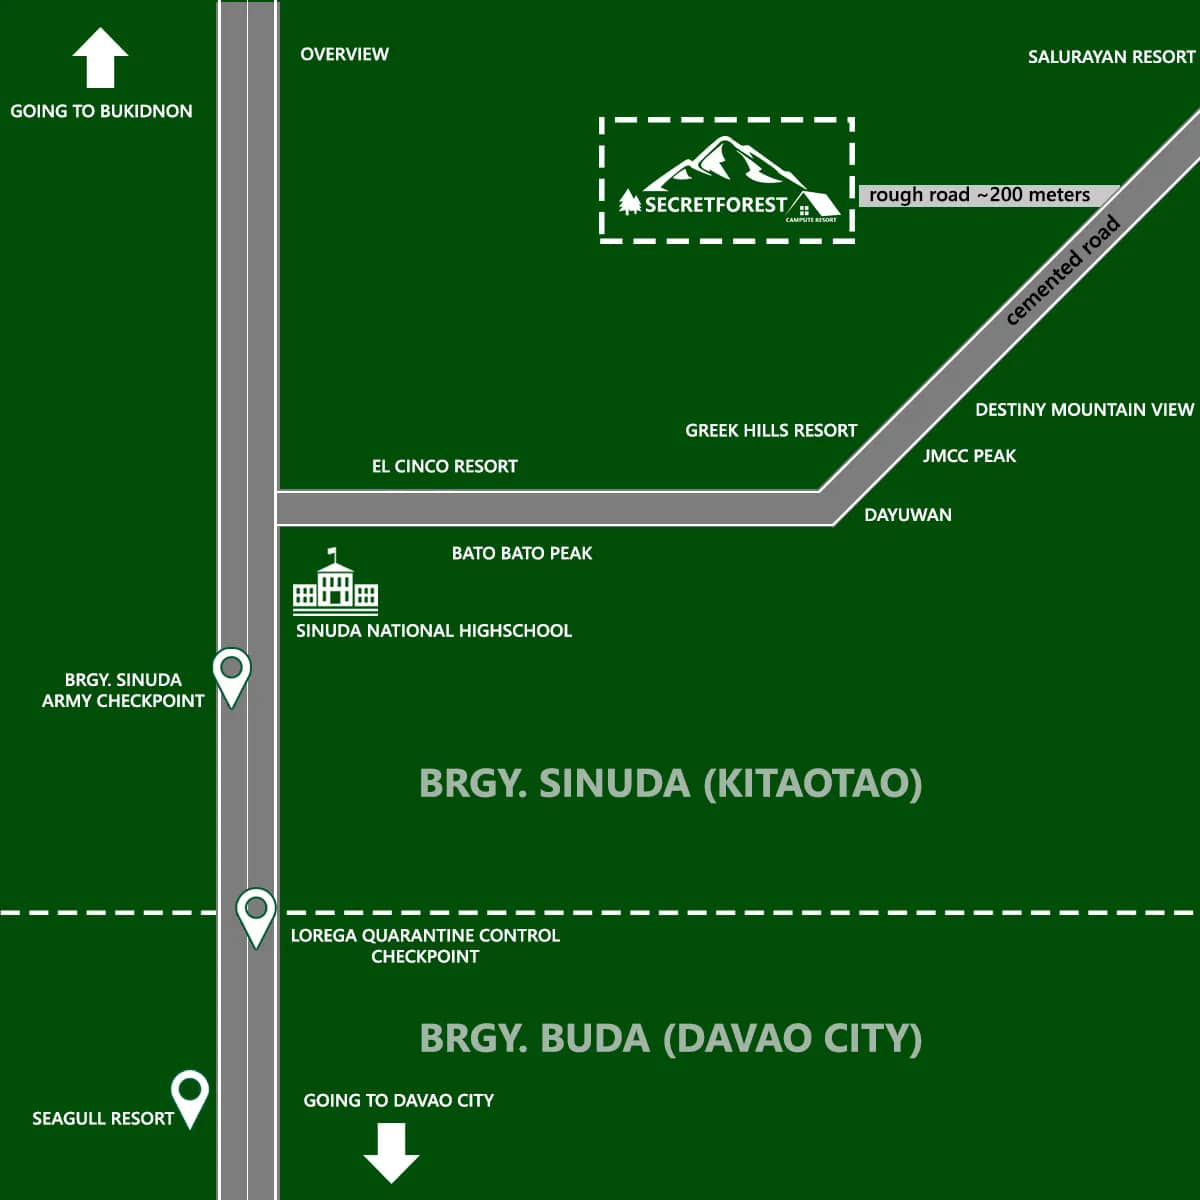 OVERVIEW
SALURAYAN RESORT
GOING TO BUKIDNON
SECRETFOREST
CAMPSITE RESORT
rough road ~200 meters
cemented road
DESTINY MOUNTAIN VIEW
GREEK HILLS RESORT
JMCC PEAK
EL CINCO RESORT
DAYUWAN
BATO BATO PEAK
SINUDA NATIONAL HIGHSCHOOL
BRGY. SINUDA
ARMY CHECKPOINT
BRGY. SINUDA (KITAOTAO)
LOREGA QUARANTINE CONTROL
CHECKPOINT
BRGY. BUDA (DAVAO CITY)
GOING TO DAVAO CITY
SEAGULL RESORT